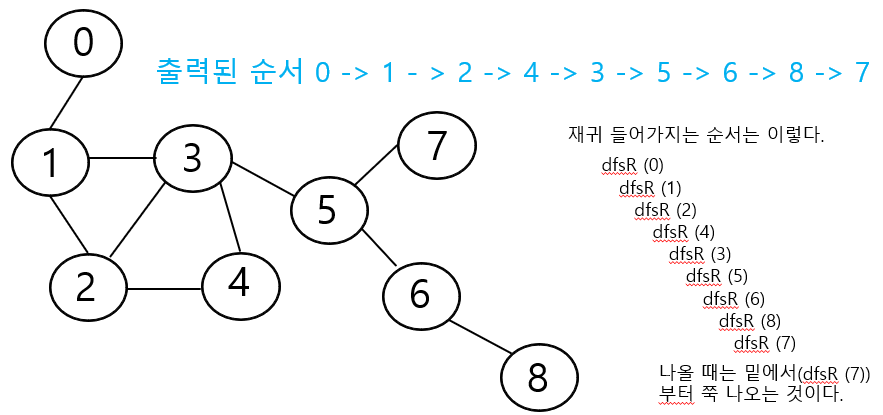 0
출력된 순서 0 -> 1 - > 2 -> 4 -> 3 -> 5 -> 6 -> 8 -> 7
1
3
7
5
2
4
6
8
재귀 들어가지는 순서는 이렇다.
dfsR (0)
dfsR (1)
dfsR (2)
dfsR (4)
dfsR (3)
dfsR (5)
dfsR (6)
dfsR (8)
dfsR (7)
나올 때는 밑에서(dfsR (7))
부터 쭉 나오는 것이다.